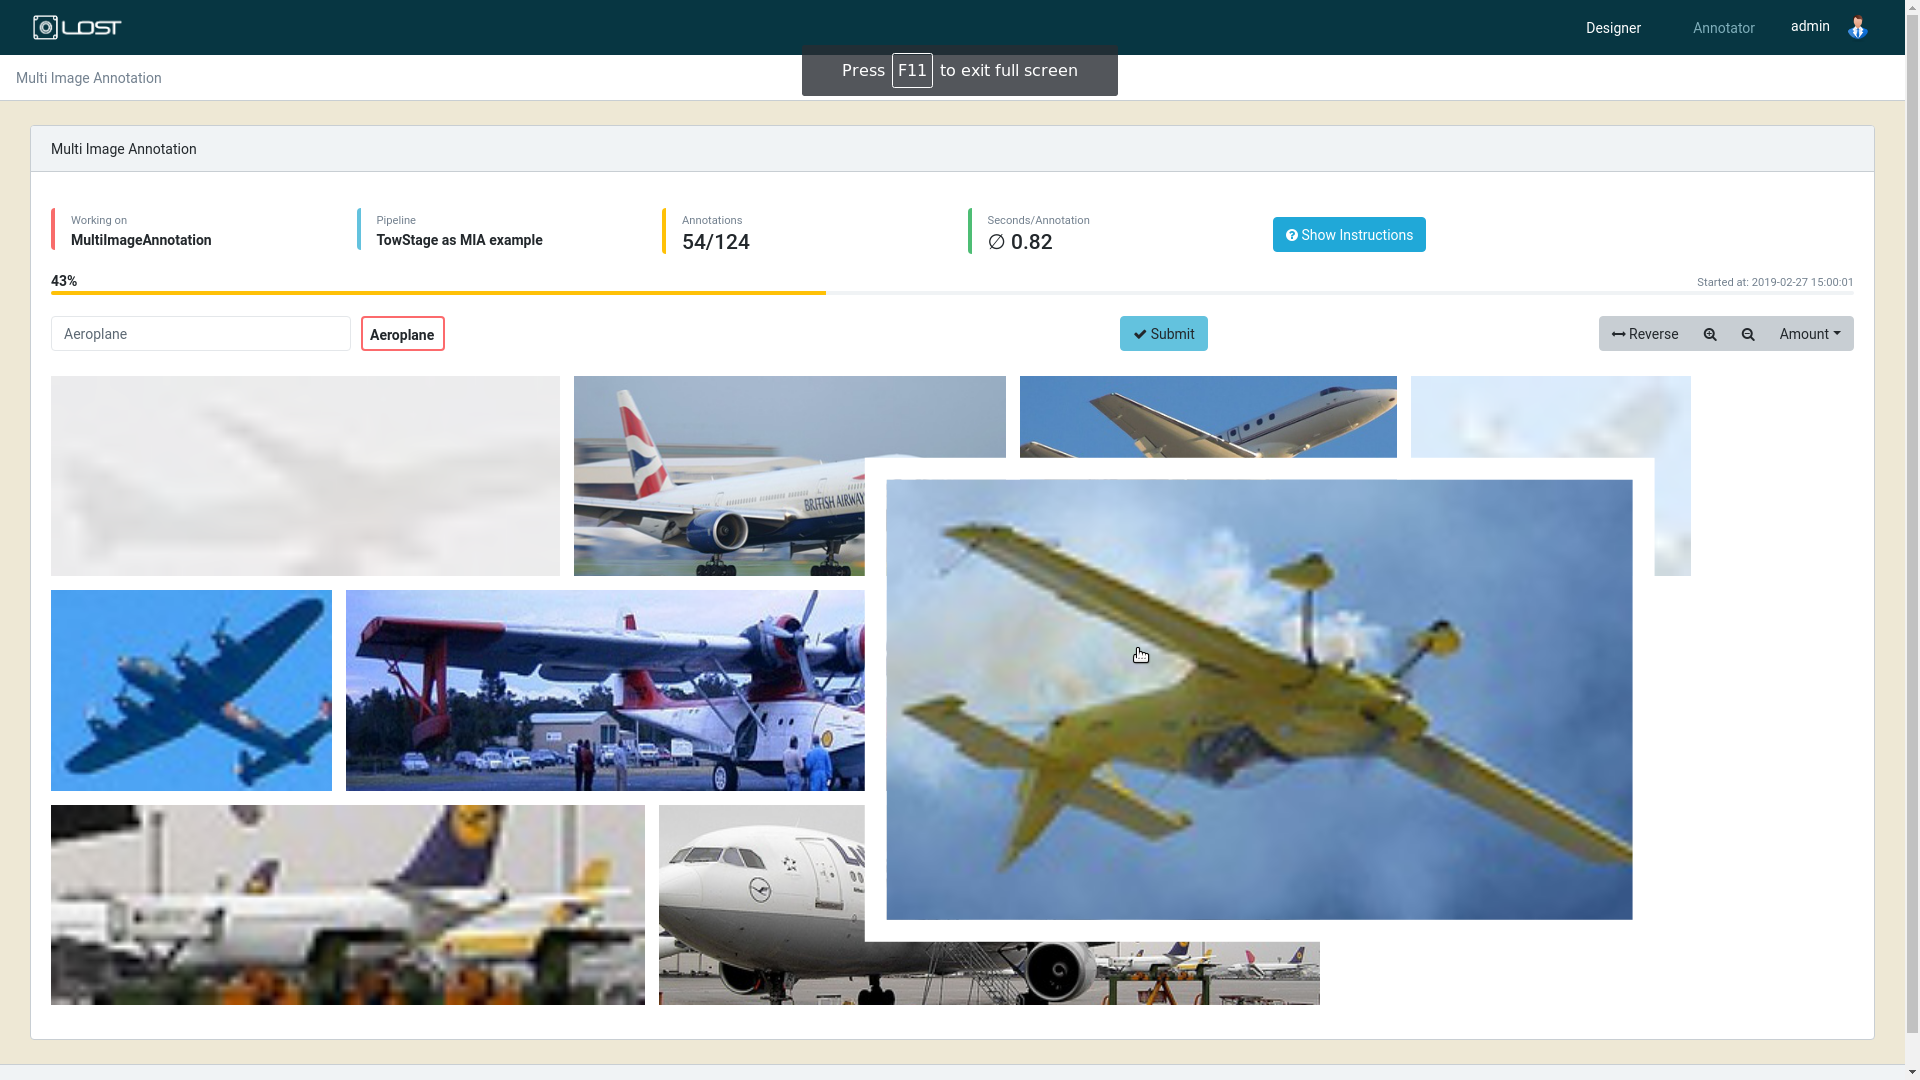 LOST
Designer Annotator admin
Press F11 to exit full screen
Multi Image Annotation
Multi Image Annotation
Working on
MultiImageAnnotation
Pipeline
TowStage as MIA example
Annotations
54/124
Seconds/Annotation
∅ 0.82
Show Instructions
43%
Started at: 2019-02-27 15:00:01
Aeroplane
Aeroplane
Submit
Reverse
Amount
BRITISH AIRWA
Lu